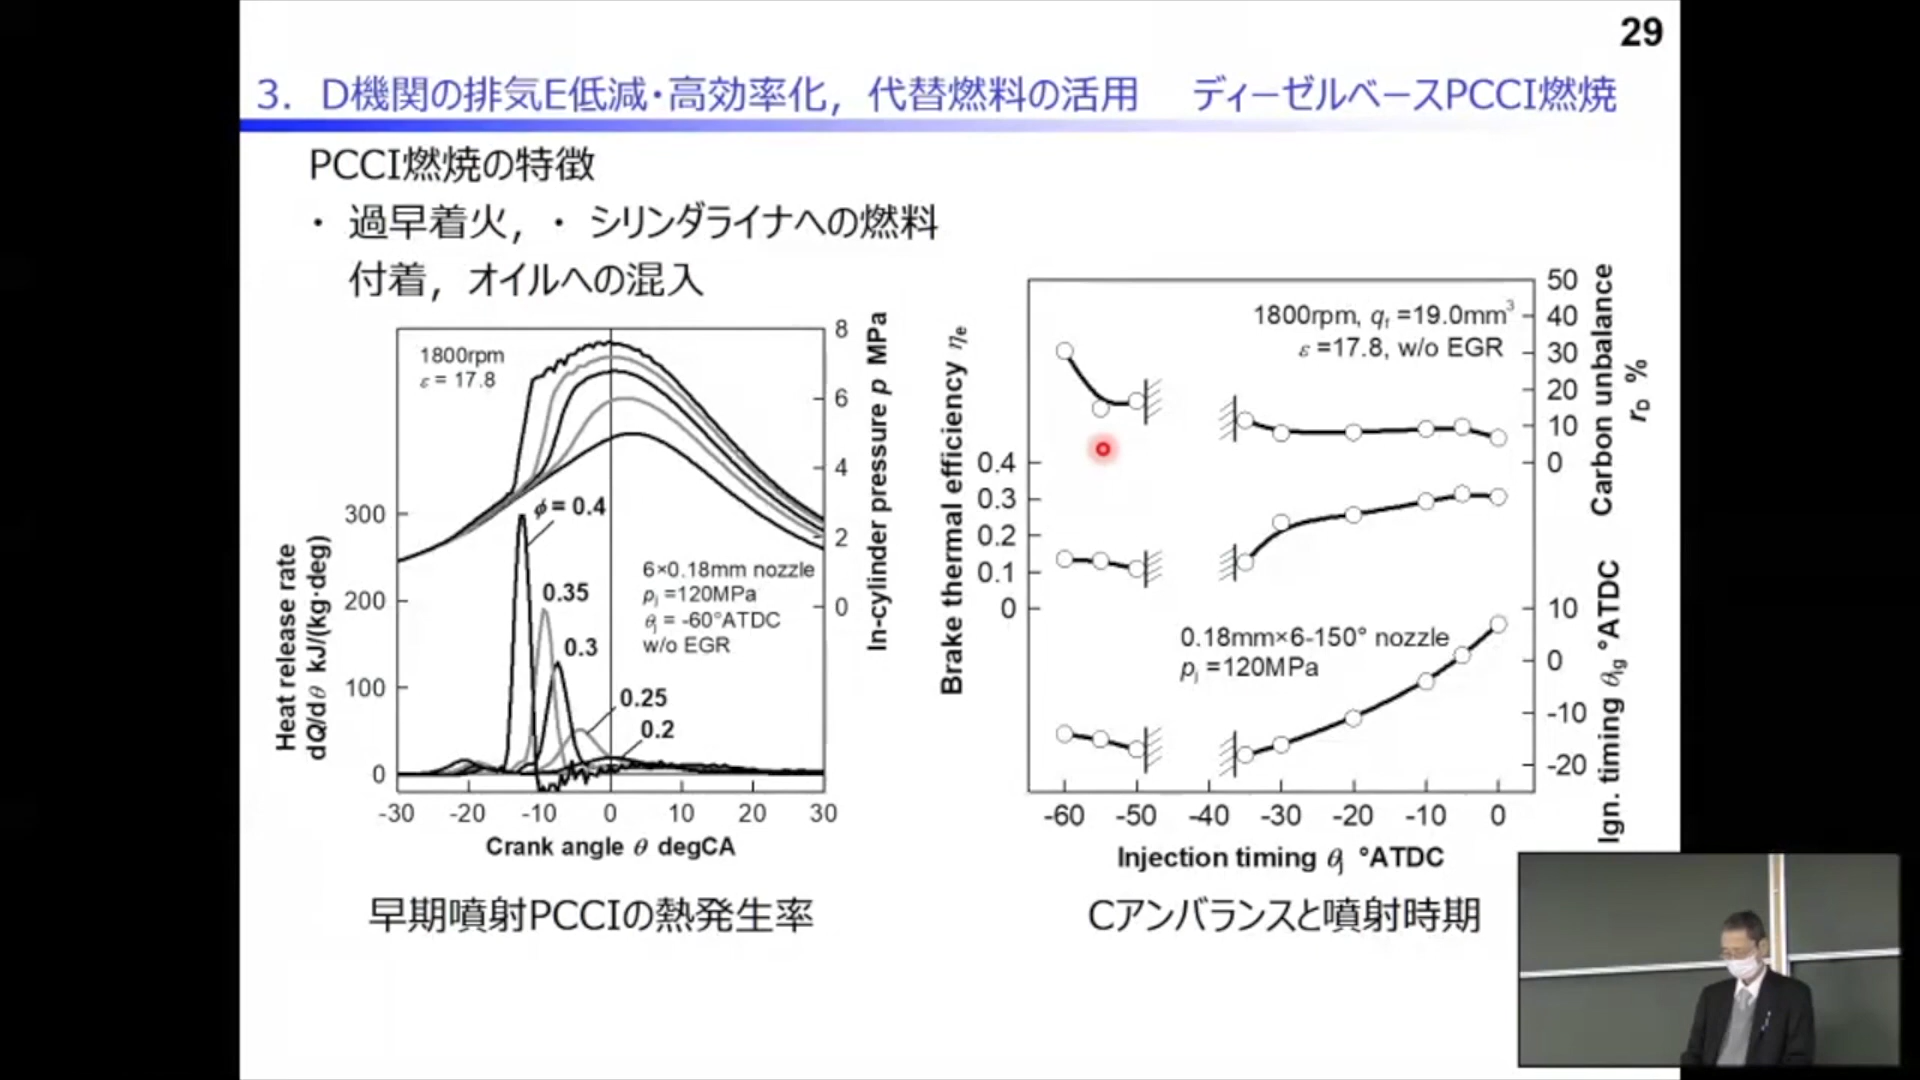 29
3. D機関の排気E低減・高効率化，代替燃料の活用　ディーゼルベースPCCI燃焼
PCCI燃焼の特徴
・ 過早着火，・ シリンダライナへの燃料
付着，オイルへの混入
1800rpm
ε = 17.8
8
6
4
2
0
In-cylinder pressure p MPa
300
200
100
0
Heat release rate
dQ/dθ kJ/(kg·deg)
ϕ = 0.4
0.35
0.3
0.25
0.2
6×0.18mm nozzle
pj =120MPa
θj = -60°ATDC
w/o EGR
-30 -20 -10 0 10 20 30
Crank angle θ degCA
早期噴射PCCIの熱発生率
1800rpm, qf =19.0mm³
ε =17.8, w/o EGR
50
40
30
20
10
0
Carbon unbalance
rD %
Brake thermal efficiency ηe
0.4
0.3
0.2
0.1
0
0.18mm×6-150° nozzle
pj =120MPa
10
0
-10
-20
Ign. timing θig °ATDC
-60 -50 -40 -30 -20 -10 0
Injection timing θj °ATDC
Cアンバランスと噴射時期